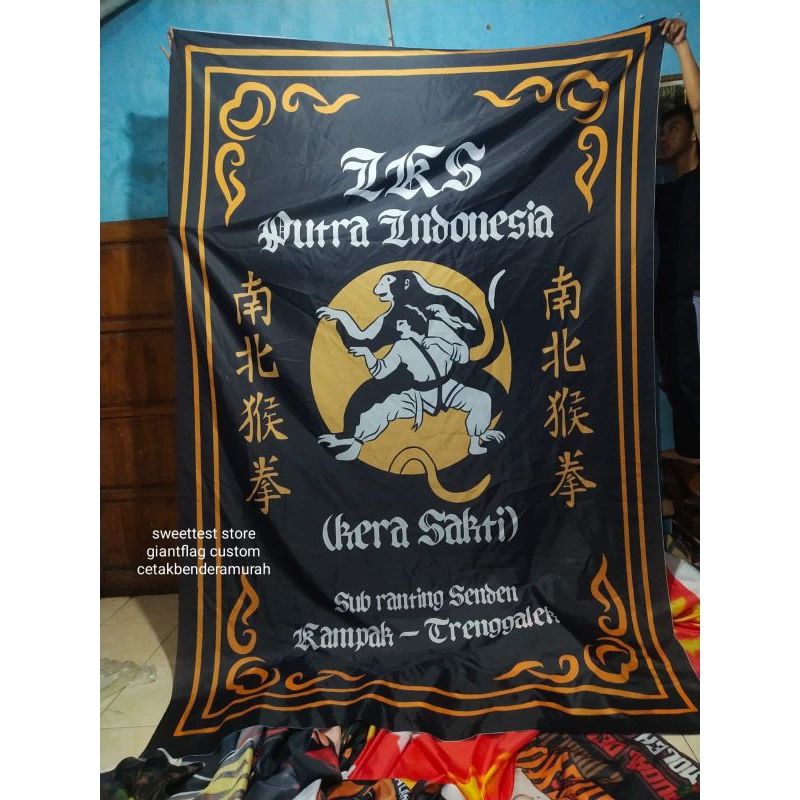 IKS
Putra Indonesia
南北猴拳
南北猴拳
(kera Sakti)
sweettest store
giantflag custom
cetakbenderamurah
Sub ranting Senden
Kampak – Trenggalek